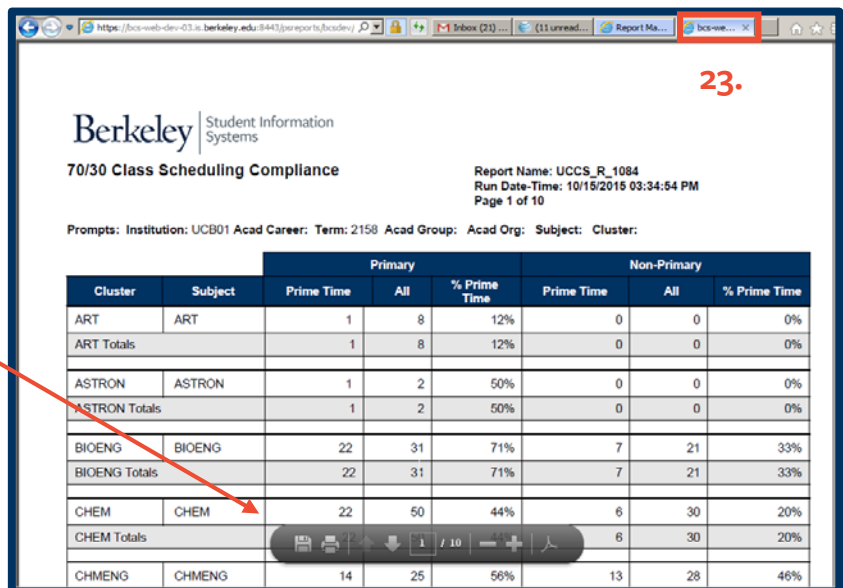 https://bcs-web-dev-03.is.berkeley.edu:8443/psreports/bcsdev/ Inbox (21) ... (11 unread... Report Ma... bcs-we... X
23.
Berkeley Student Information Systems
70/30 Class Scheduling Compliance
Report Name: UCCS_R_1084
Run Date-Time: 10/15/2015 03:34:54 PM
Page 1 of 10
Prompts: Institution: UCB01 Acad Career: Term: 2158 Acad Group: Acad Org: Subject: Cluster:
Primary Non-Primary
Cluster Subject Prime Time All % Prime Time Prime Time All % Prime Time
ART ART 1 8 12% 0 0 0%
ART Totals 1 8 12% 0 0 0%
ASTRON ASTRON 1 2 50% 0 0 0%
ASTRON Totals 1 2 50% 0 0 0%
BIOENG BIOENG 22 31 71% 7 21 33%
BIOENG Totals 22 31 71% 7 21 33%
CHEM CHEM 22 50 44% 6 30 20%
CHEM Totals 6 30 20%
1 / 10
CHMENG CHMENG 14 25 56% 13 28 46%